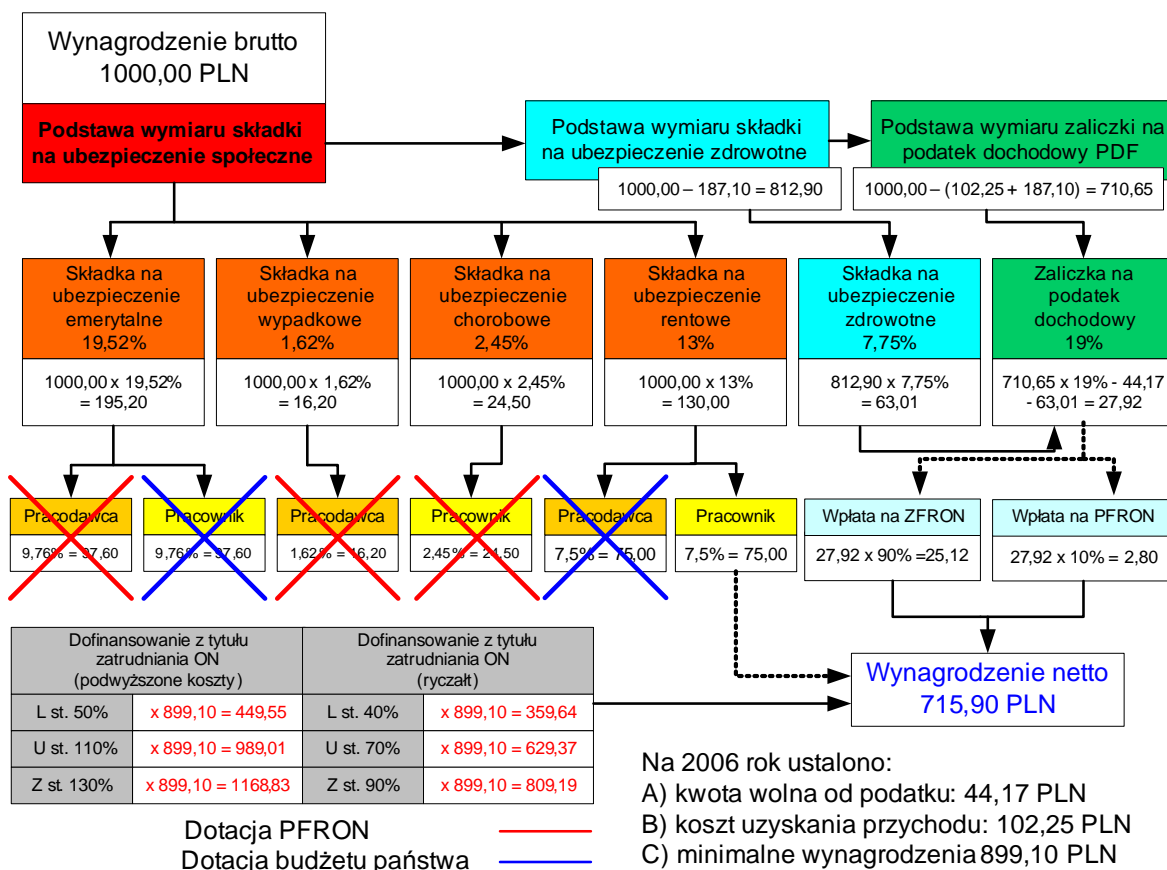 Wynagrodzenie brutto
1000,00 PLN
Podstawa wymiaru składki
na ubezpieczenie społeczne
Podstawa wymiaru składki
na ubezpieczenie zdrowotne
1000,00 – 187,10 = 812,90
Podstawa wymiaru zaliczki na
podatek dochodowy PDF
1000,00 – (102,25 + 187,10) = 710,65
Składka na
ubezpieczenie
emerytalne
19,52%
1000,00 x 19,52%
= 195,20
Składka na
ubezpieczenie
wypadkowe
1,62%
1000,00 x 1,62%
= 16,20
Składka na
ubezpieczenie
chorobowe
2,45%
1000,00 x 2,45%
= 24,50
Składka na
ubezpieczenie
rentowe
13%
1000,00 x 13%
= 130,00
Składka na
ubezpieczenie
zdrowotne
7,75%
812,90 x 7,75%
= 63,01
Zaliczka na
podatek
dochodowy
19%
710,65 x 19% - 44,17
- 63,01 = 27,92
Pracodawca
9,76% = 97,60
Pracownik
9,76% = 97,60
Pracodawca
1,62% = 16,20
Pracownik
2,45% = 24,50
Pracodawca
7,5% = 75,00
Pracownik
7,5% = 75,00
Wpłata na ZFRON
27,92 x 90% =25,12
Wpłata na PFRON
27,92 x 10% = 2,80
Dofinansowanie z tytułu
zatrudniania ON
(podwyższone koszty)
Dofinansowanie z tytułu
zatrudniania ON
(ryczałt)
L st. 50% x 899,10 = 449,55 L st. 40% x 899,10 = 359,64
U st. 110% x 899,10 = 989,01 U st. 70% x 899,10 = 629,37
Z st. 130% x 899,10 = 1168,83 Z st. 90% x 899,10 = 809,19
Wynagrodzenie netto
715,90 PLN
Dotacja PFRON
Dotacja budżetu państwa
Na 2006 rok ustalono:
A) kwota wolna od podatku: 44,17 PLN
B) koszt uzyskania przychodu: 102,25 PLN
C) minimalne wynagrodzenia 899,10 PLN